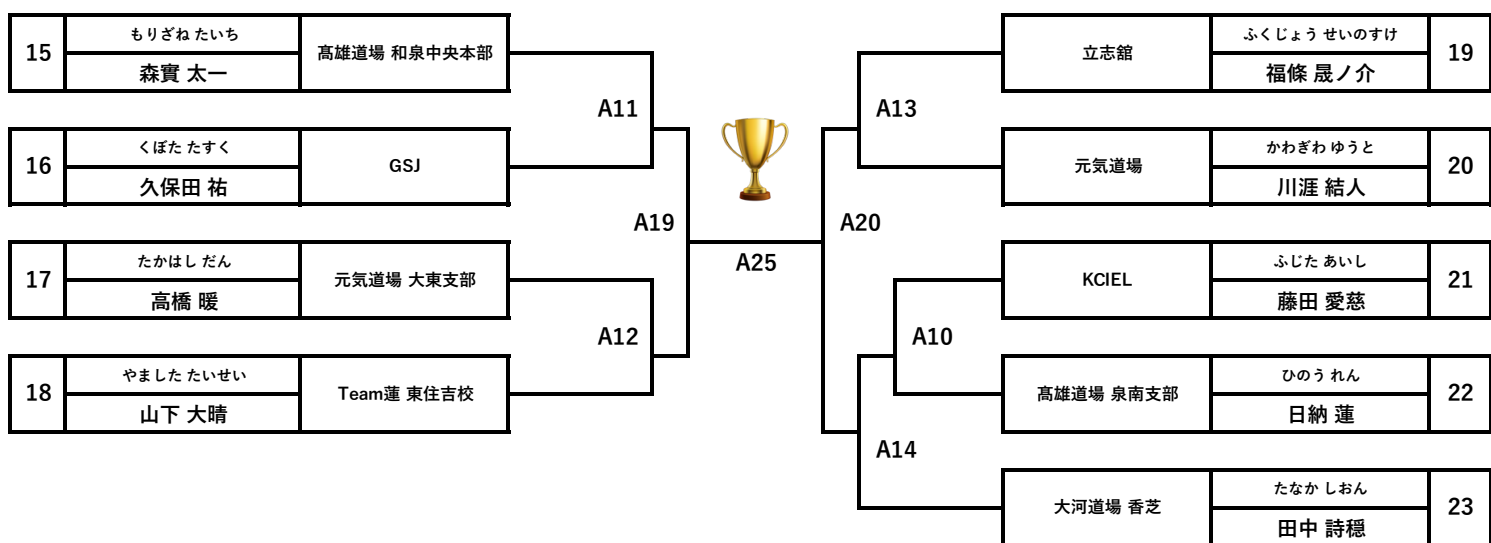 15
もりざね たいち
森實 太一
髙雄道場 和泉中央本部
16
くぼた たすく
久保田 祐
GSJ
17
たかはし だん
高橋 暖
元気道場 大東支部
18
やました たいせい
山下 大晴
Team蓮 東住吉校
A11
A12
A19
A25
A20
A13
A10
A14
立志舘
ふくじょう せいのすけ
福條 晟ノ介
19
元気道場
かわぎわ ゆうと
川涯 結人
20
KCIEL
ふじた あいし
藤田 愛慈
21
髙雄道場 泉南支部
ひのう れん
日納 蓮
22
大河道場 香芝
たなか しおん
田中 詩穏
23